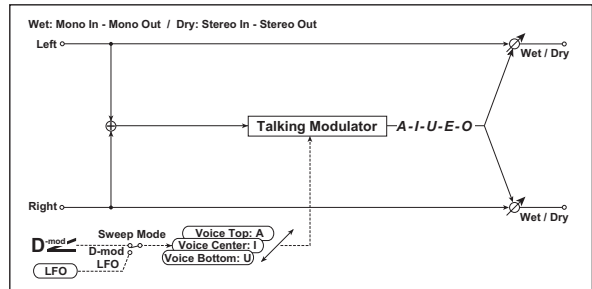 Wet: Mono In - Mono Out / Dry: Stereo In - Stereo Out
Left
Wet / Dry
Talking Modulator
A-I-U-E-O
Right
Wet / Dry
Sweep Mode
D-mod
D-mod
LFO
LFO
Voice Top: A
Voice Center: I
Voice Bottom: U